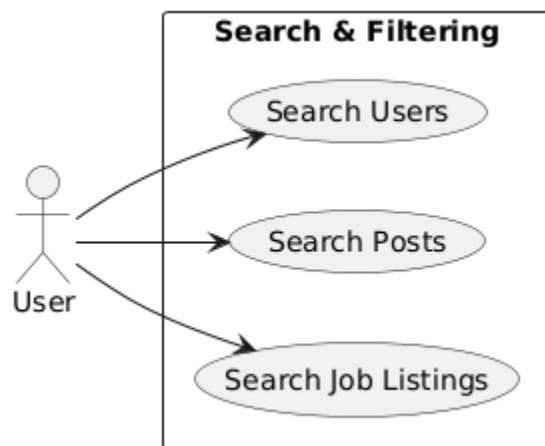 Search & Filtering
Search Users
Search Posts
User
Search Job Listings